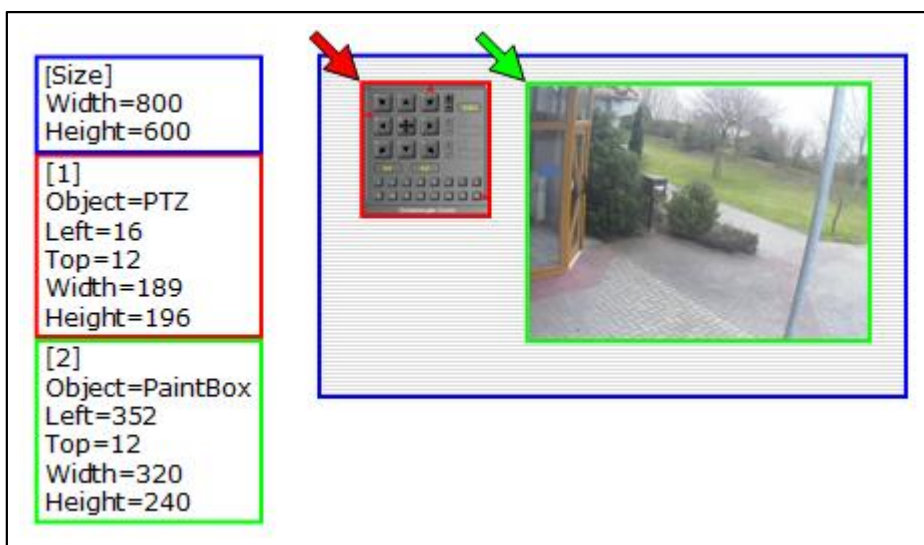 [Size]
Width=800
Height=600
[1]
Object=PTZ
Left=16
Top=12
Width=189
Height=196
[2]
Object=PaintBox
Left=352
Top=12
Width=320
Height=240